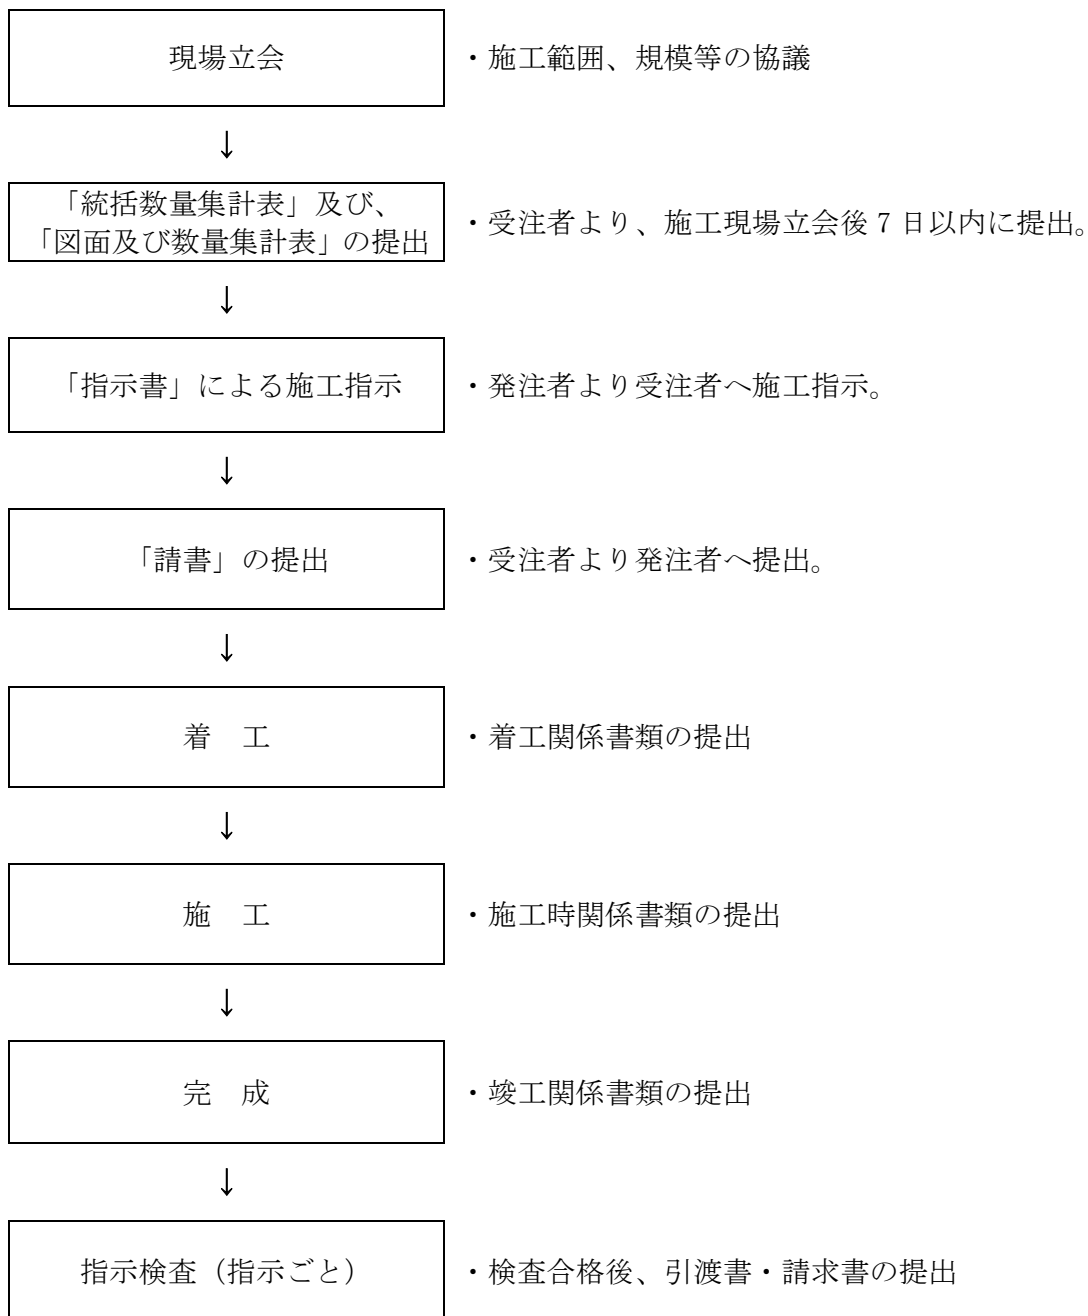 現場立会
・施工範囲、規模等の協議
↓
「統括数量集計表」及び、
「図面及び数量集計表」の提出
・受注者より、施工現場立会後 7 日以内に提出。
↓
「指示書」による施工指示
・発注者より受注者へ施工指示。
↓
「請書」の提出
・受注者より発注者へ提出。
↓
着　工
・着工関係書類の提出
↓
施　工
・施工時関係書類の提出
↓
完　成
・竣工関係書類の提出
↓
指示検査（指示ごと）
・検査合格後、引渡書・請求書の提出